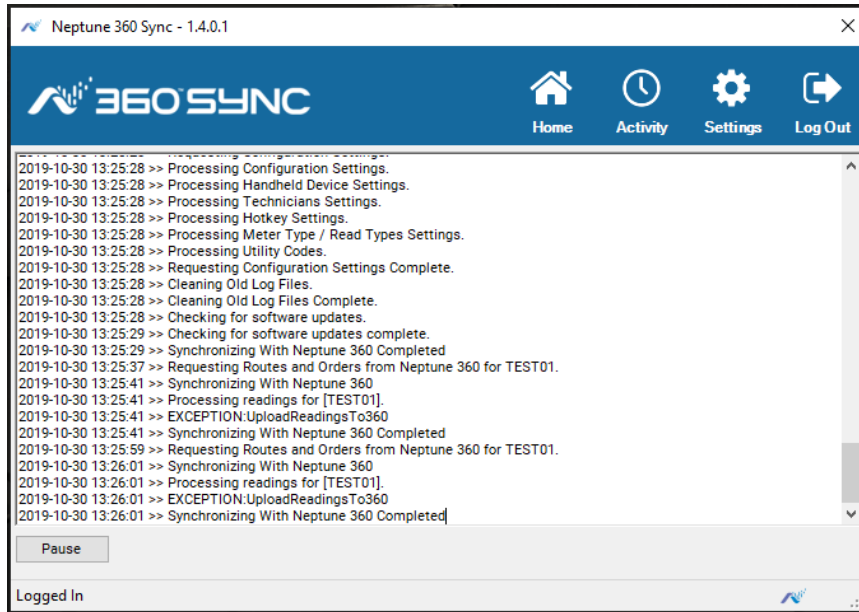 Neptune 360 Sync - 1.4.0.1
360 SYNC
Home Activity Settings Log Out
2019-10-30 13:25:28 >> Requesting Configuration Settings.
2019-10-30 13:25:28 >> Processing Configuration Settings.
2019-10-30 13:25:28 >> Processing Handheld Device Settings.
2019-10-30 13:25:28 >> Processing Technicians Settings.
2019-10-30 13:25:28 >> Processing Hotkey Settings.
2019-10-30 13:25:28 >> Processing Meter Type / Read Types Settings.
2019-10-30 13:25:28 >> Processing Utility Codes.
2019-10-30 13:25:28 >> Requesting Configuration Settings Complete.
2019-10-30 13:25:28 >> Cleaning Old Log Files.
2019-10-30 13:25:28 >> Cleaning Old Log Files Complete.
2019-10-30 13:25:28 >> Checking for software updates.
2019-10-30 13:25:29 >> Checking for software updates complete.
2019-10-30 13:25:29 >> Synchronizing With Neptune 360 Completed
2019-10-30 13:25:37 >> Requesting Routes and Orders from Neptune 360 for TEST01.
2019-10-30 13:25:41 >> Synchronizing With Neptune 360
2019-10-30 13:25:41 >> Processing readings for [TEST01].
2019-10-30 13:25:41 >> EXCEPTION:UploadReadingsTo360
2019-10-30 13:25:41 >> Synchronizing With Neptune 360 Completed
2019-10-30 13:25:59 >> Requesting Routes and Orders from Neptune 360 for TEST01.
2019-10-30 13:26:01 >> Synchronizing With Neptune 360
2019-10-30 13:26:01 >> Processing readings for [TEST01].
2019-10-30 13:26:01 >> EXCEPTION:UploadReadingsTo360
2019-10-30 13:26:01 >> Synchronizing With Neptune 360 Completed
Pause
Logged In